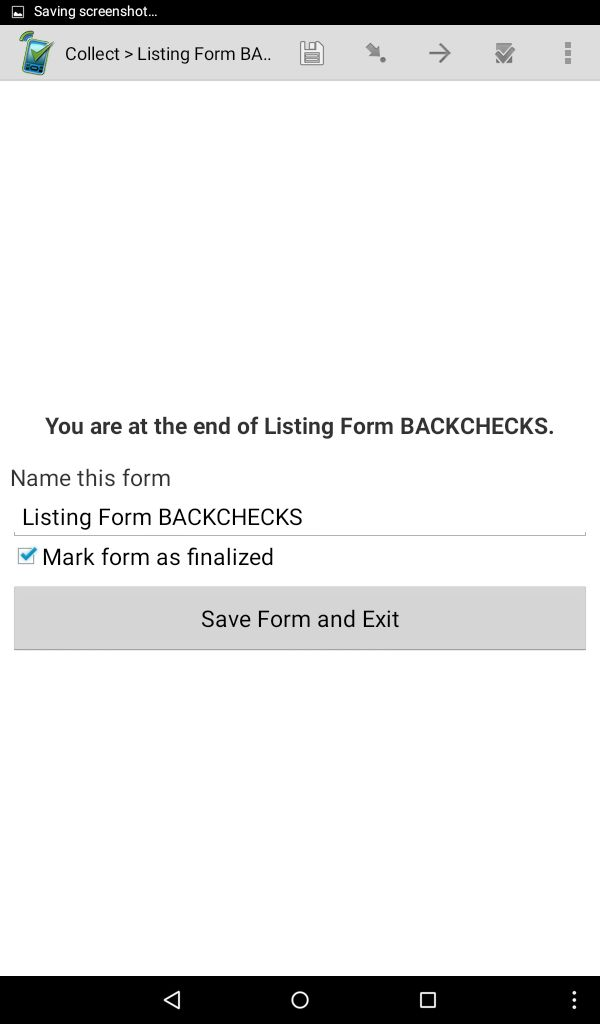 Saving screenshot...
Collect > Listing Form BA..
You are at the end of Listing Form BACKCHECKS.
Name this form
Listing Form BACKCHECKS
Mark form as finalized
Save Form and Exit